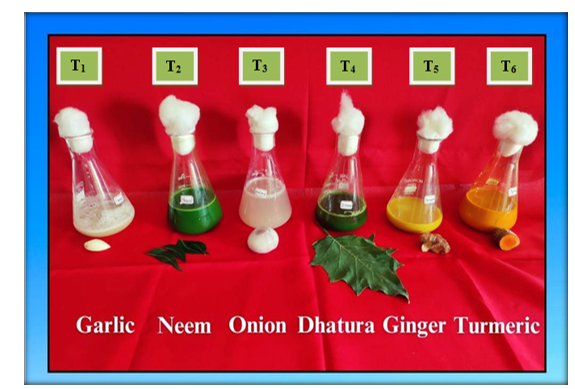 T1 T2 T3 T4 T5 T6
Garlic Neem Onion Dhatura Ginger Turmeric